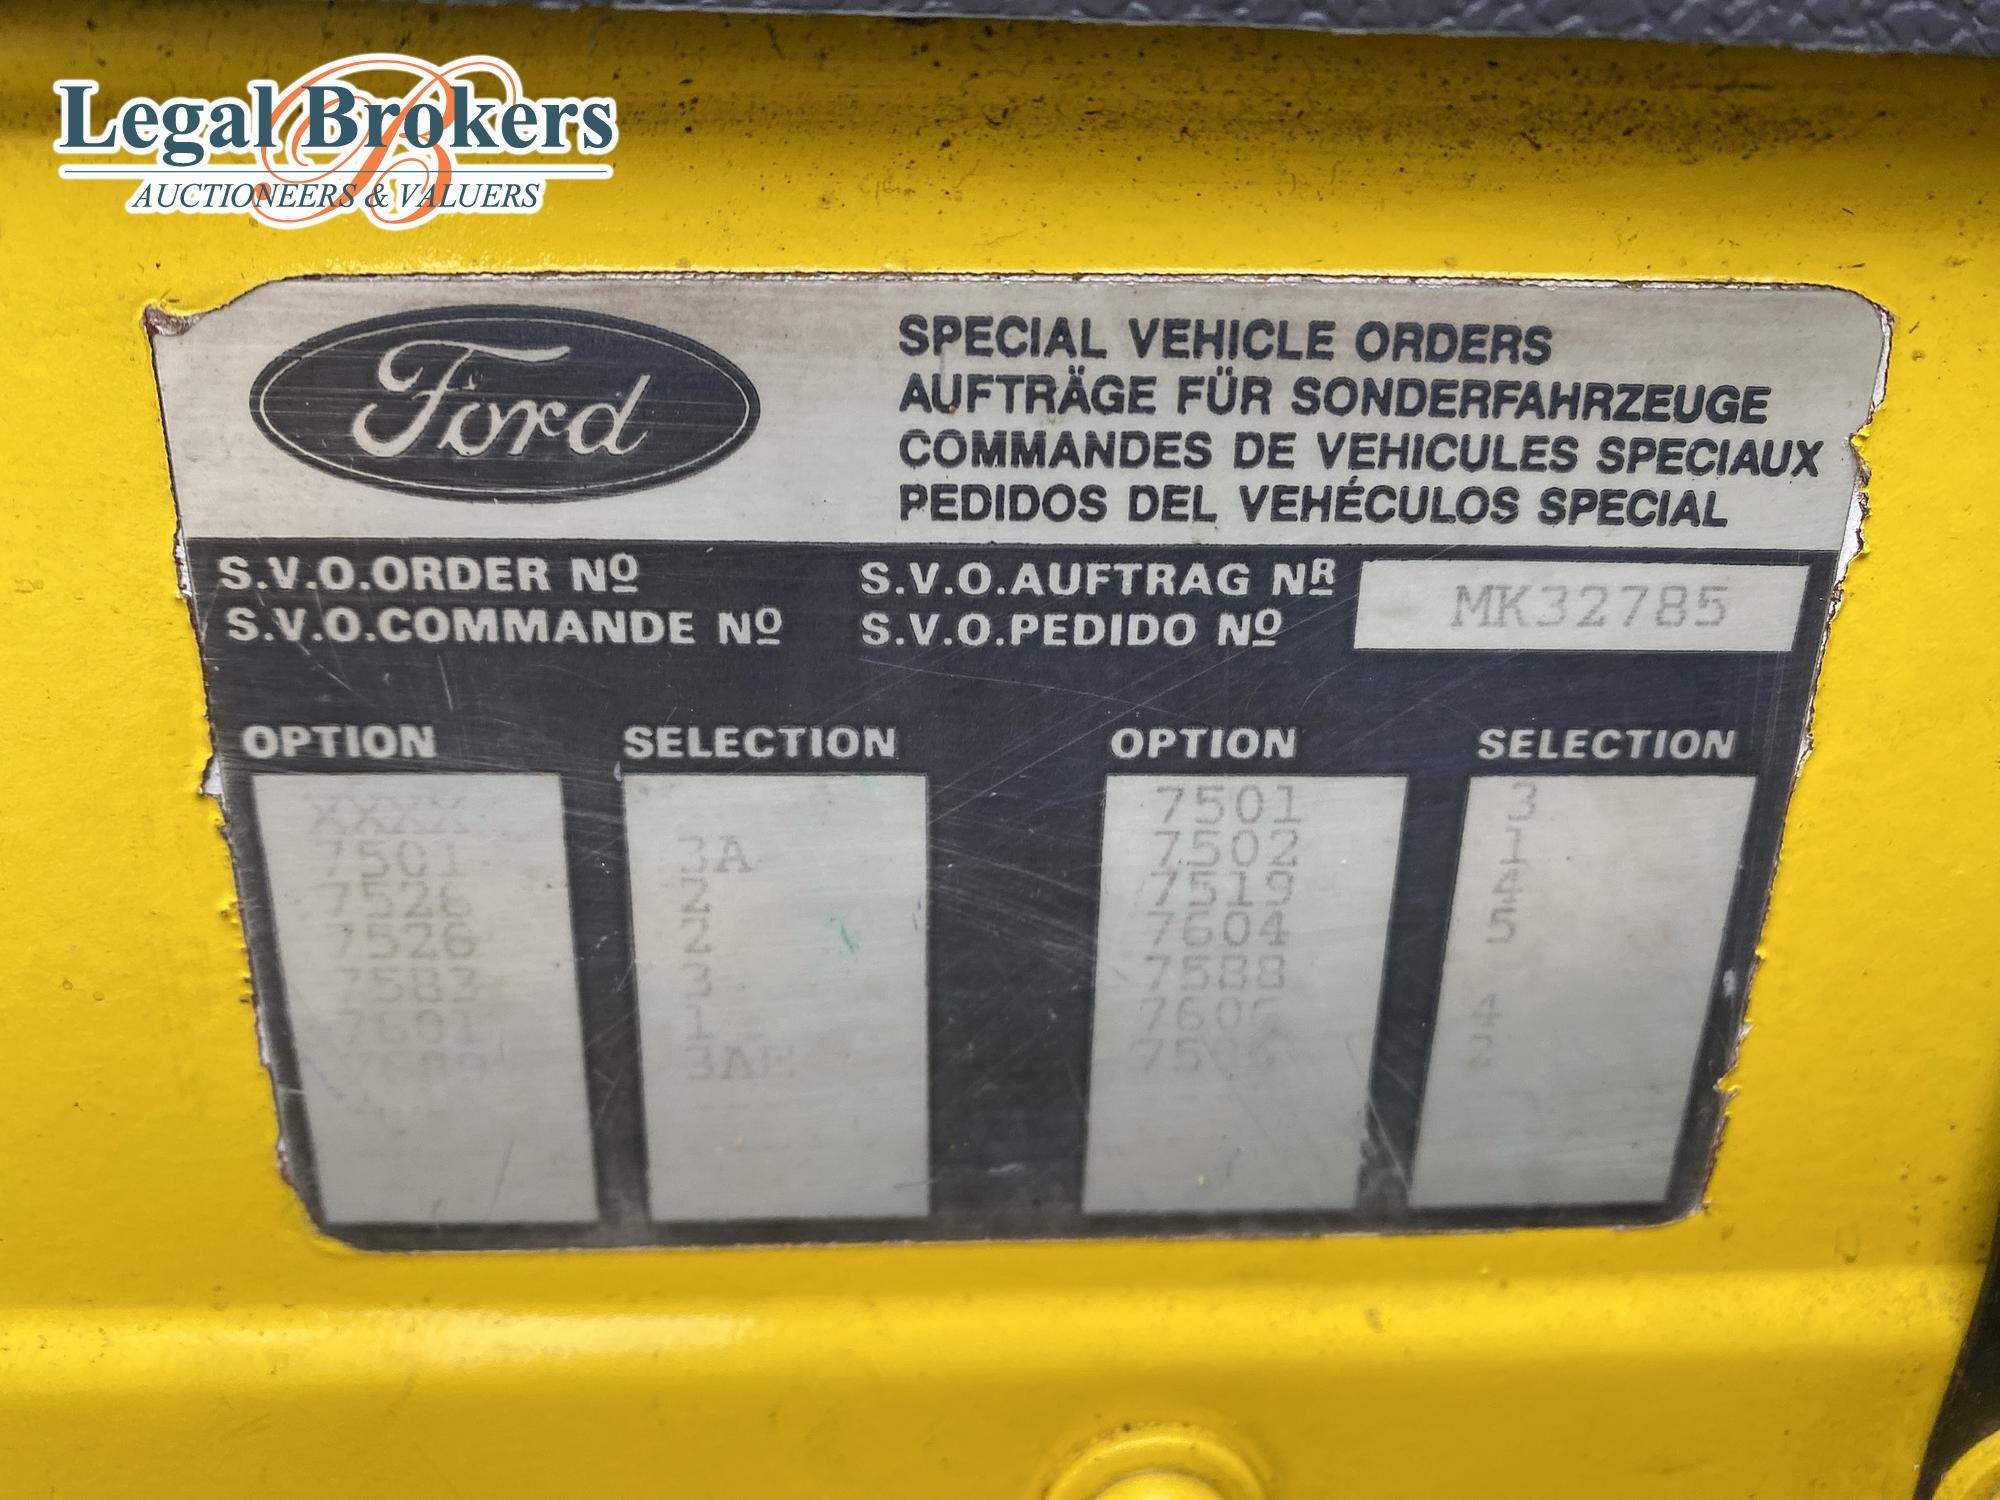 Legal Brokers
AUCTIONEERS & VALUERS
Ford
SPECIAL VEHICLE ORDERS
AUFTRÄGE FÜR SONDERFAHRZEUGE
COMMANDES DE VEHICULES SPECIAUX
PEDIDOS DEL VEHÉCULOS SPECIAL
S.V.O.ORDER Nº S.V.O.AUFTRAG NR MK32785
S.V.O.COMMANDE Nº S.V.O.PEDIDO Nº
OPTION SELECTION OPTION SELECTION
XXXX 7501 3
7501 3A 7502 1
7526 2 7519 4
7526 2 7604 5
7583 3 7588
7601 1 4
3AE